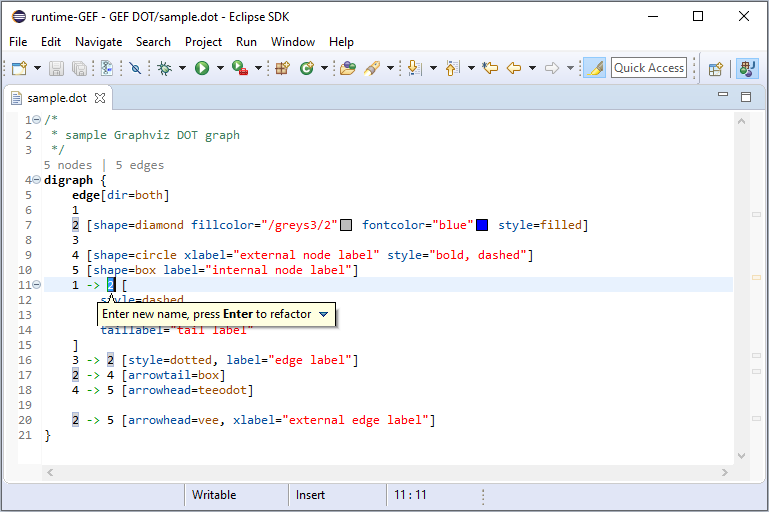 runtime-GEF - GEF DOT/sample.dot - Eclipse SDK
File Edit Navigate Search Project Run Window Help
Quick Access
sample.dot
1 /*
2  * sample Graphviz DOT graph
3  */
5 nodes | 5 edges
4 digraph {
5     edge[dir=both]
6     1
7     2 [shape=diamond fillcolor="/greys3/2" fontcolor="blue" style=filled]
8     3
9     4 [shape=circle xlabel="external node label" style="bold, dashed"]
10     5 [shape=box label="internal node label"]
11     1 -> 2 [
12         style=dashed
13
Enter new name, press Enter to refactor
14         taillabel="tail label"
15     ]
16     3 -> 2 [style=dotted, label="edge label"]
17     2 -> 4 [arrowtail=box]
18     4 -> 5 [arrowhead=teeodot]
19
20     2 -> 5 [arrowhead=vee, xlabel="external edge label"]
21 }
Writable Insert 11 : 11